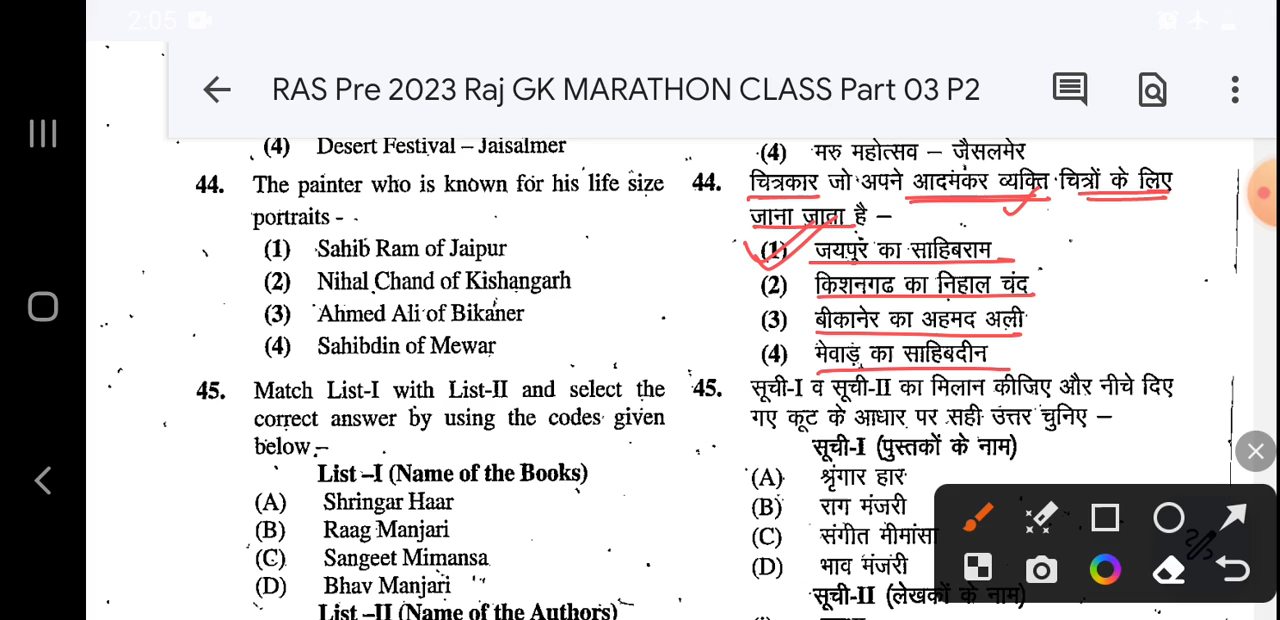 2:05
RAS Pre 2023 Raj GK MARATHON CLASS Part 03 P2
(4) Desert Festival – Jaisalmer
44. The painter who is known for his life size
portraits -
(1) Sahib Ram of Jaipur
(2) Nihal Chand of Kishangarh
(3) Ahmed Ali of Bikaner
(4) Sahibdin of Mewar
45. Match List-I with List-II and select the
correct answer by using the codes given
below –
List –I (Name of the Books)
(A) Shringar Haar
(B) Raag Manjari
(C) Sangeet Mimansa
(D) Bhav Manjari
List –II (Name of the Authors)
(4) मरु महोत्सव – जैसलमेर
44. चित्रकार जो अपने आदमकर व्यक्ति चित्रों के लिए
जाना जाता है –
(1) जयपुर का साहिबराम
(2) किशनगढ का निहाल चंद
(3) बीकानेर का अहमद अली
(4) मेवाड़ का साहिबदीन
45. सूची-I व सूची-II का मिलान कीजिए और नीचे दिए
गए कूट के आधार पर सही उत्तर चुनिए –
सूची-I (पुस्तकों के नाम)
(A) श्रृंगार हार
(B) राग मंजरी
(C) संगीत मीमांसा
(D) भाव मंजरी
सूची-II (लेखकों के नाम)